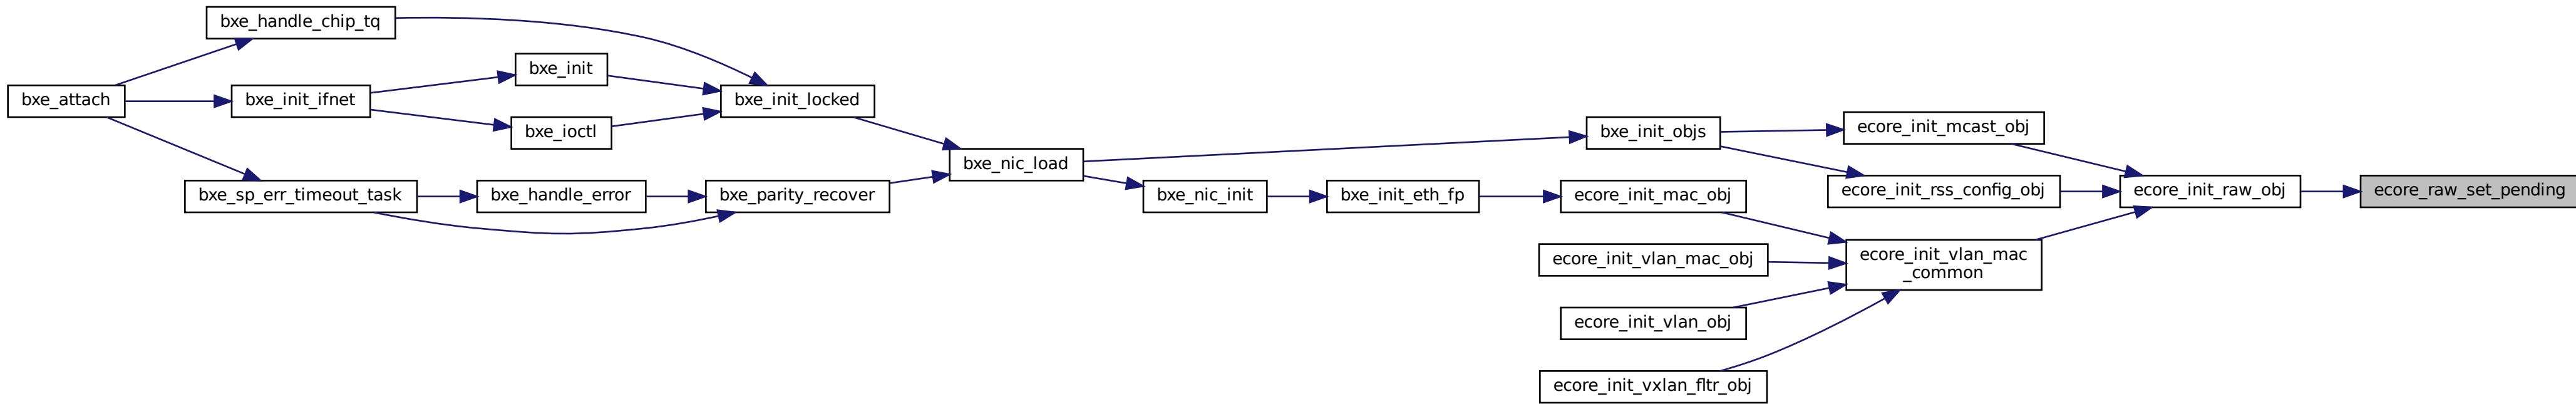 bxe_handle_chip_tq
bxe_attach
bxe_init_ifnet
bxe_init
bxe_ioctl
bxe_init_locked
bxe_sp_err_timeout_task
bxe_handle_error
bxe_parity_recover
bxe_nic_load
bxe_init_objs
bxe_nic_init
bxe_init_eth_fp
ecore_init_mac_obj
ecore_init_vlan_mac_obj
ecore_init_vlan_obj
ecore_init_vxlan_fltr_obj
ecore_init_mcast_obj
ecore_init_rss_config_obj
ecore_init_vlan_mac
_common
ecore_init_raw_obj
ecore_raw_set_pending